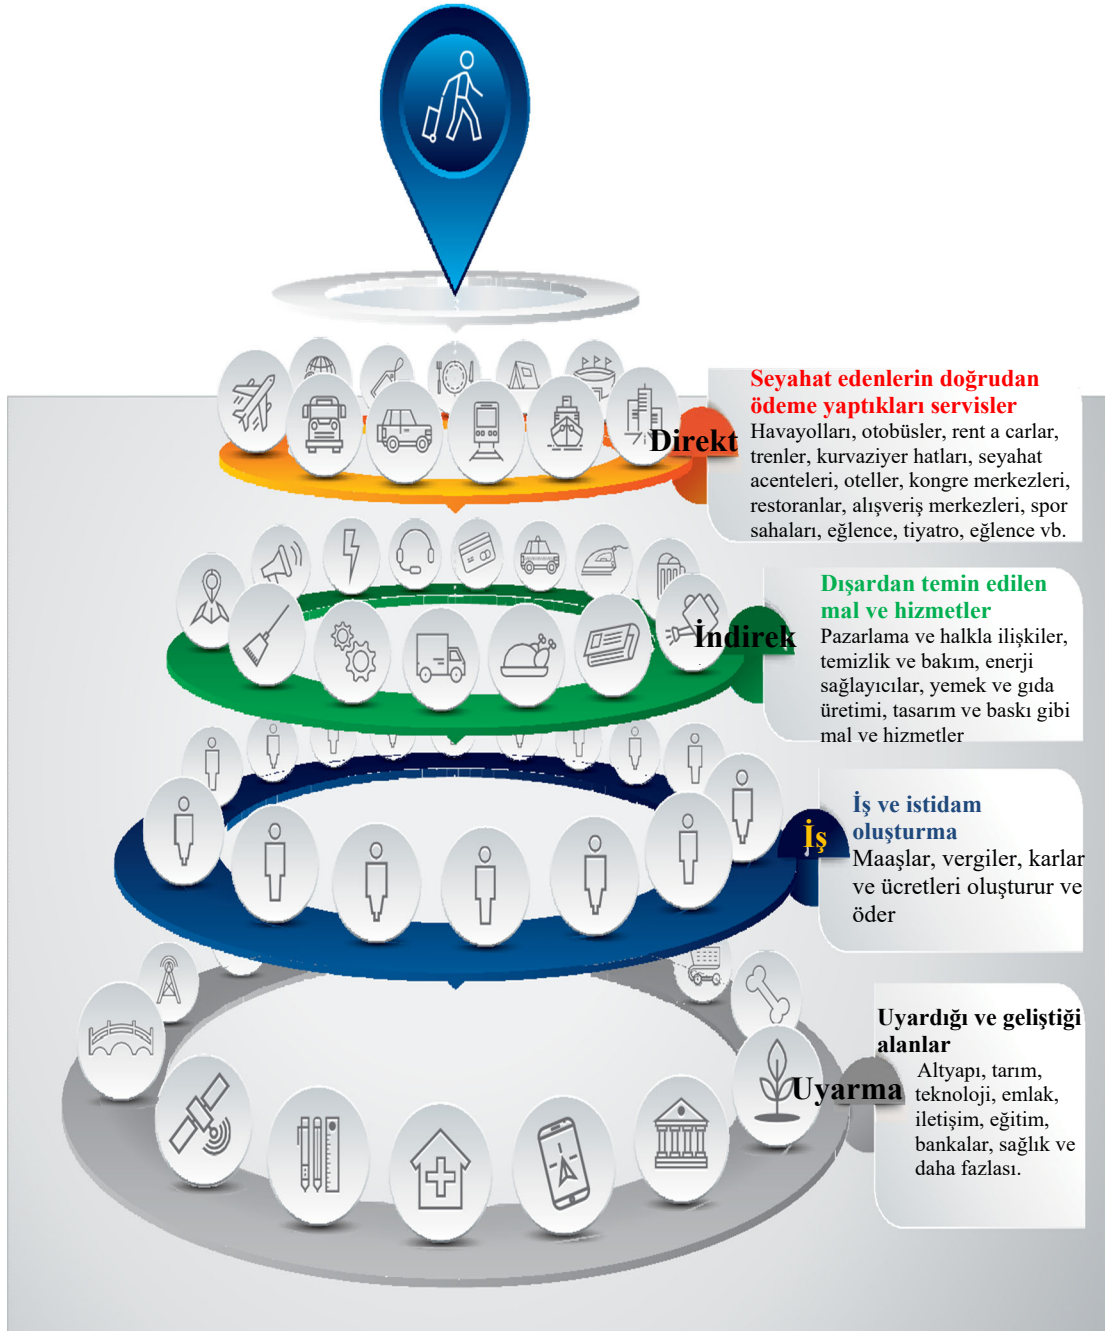 Direkt
Seyahat edenlerin doğrudan
ödeme yaptıkları servisler
Havayolları, otobüsler, rent a carlar,
trenler, kurvaziyer hatları, seyahat
acenteleri, oteller, kongre merkezleri,
restoranlar, alışveriş merkezleri, spor
sahaları, eğlence, tiyatro, eğlence vb.
İndirek
Dışardan temin edilen
mal ve hizmetler
Pazarlama ve halkla ilişkiler,
temizlik ve bakım, enerji
sağlayıcılar, yemek ve gıda
üretimi, tasarım ve baskı gibi
mal ve hizmetler
İş
İş ve istidam
oluşturma
Maaşlar, vergiler, karlar
ve ücretleri oluşturur ve
öder
Uyarma
Uyardığı ve geliştiği
alanlar
Altyapı, tarım,
teknoloji, emlak,
iletişim, eğitim,
bankalar, sağlık ve
daha fazlası.